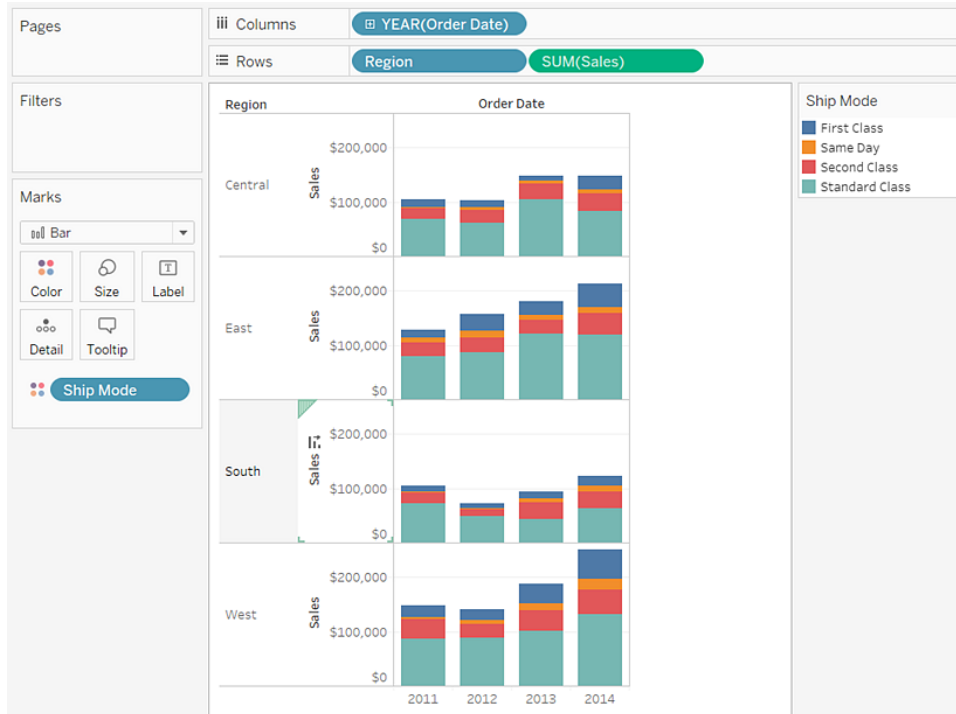 Pages
Columns
YEAR(Order Date)
Rows
Region
SUM(Sales)
Filters
Marks
Bar
Color
Size
Label
Detail
Tooltip
Ship Mode
Region
Order Date
Central
Sales
$200,000
$100,000
$0
East
Sales
$200,000
$100,000
$0
South
Sales
$200,000
$100,000
$0
West
Sales
$200,000
$100,000
$0
2011 2012 2013 2014
Ship Mode
First Class
Same Day
Second Class
Standard Class